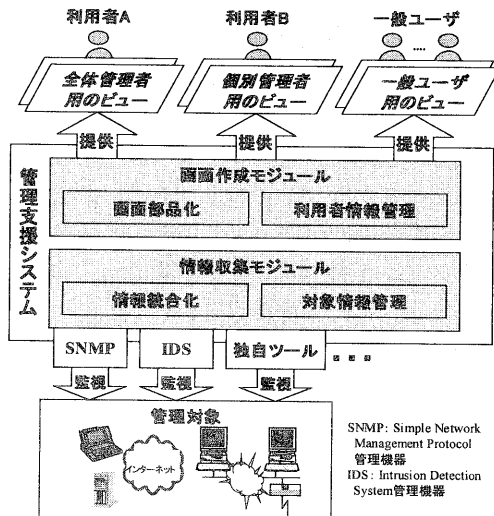 利用者A 利用者B 一般ユーザ
‥‥
全体管理者 個別管理者 一般ユーザ
用のビュー 用のビュー 用のビュー
提供 提供 提供
管理支援システム
画面作成モジュール
画面部品化 利用者情報管理
情報収集モジュール
情報統合化 対象情報管理
SNMP IDS 独自ツール
監視 監視 監視
管理対象
インターネット
SNMP: Simple Network
Management Protocol
管理機器
IDS: Intrusion Detection
System管理機器